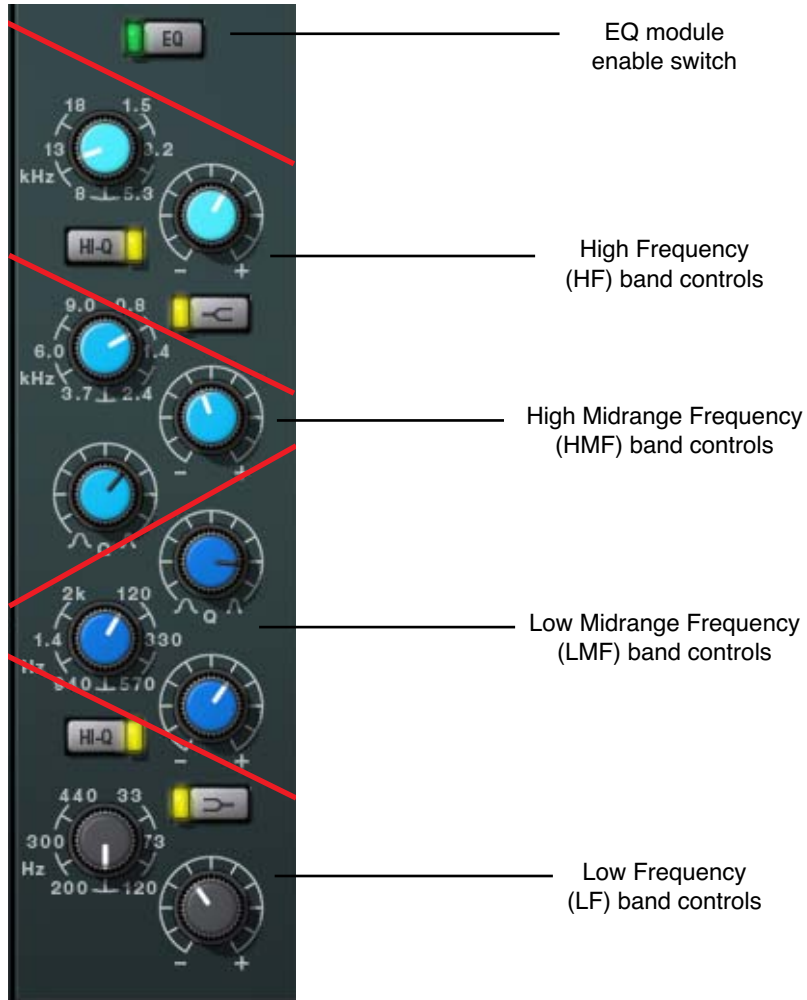 EQ
EQ module
enable switch
18 1.5
13 3.2
kHz
8 5.3
HI-Q
- +
High Frequency
(HF) band controls
9.0 0.8
6.0 1.4
kHz
3.7 2.4
- +
High Midrange Frequency
(HMF) band controls
Q
Q
2k 120
1.4 330
Hz
940 570
Low Midrange Frequency
(LMF) band controls
HI-Q
- +
440 33
300 73
Hz
200 120
- +
Low Frequency
(LF) band controls